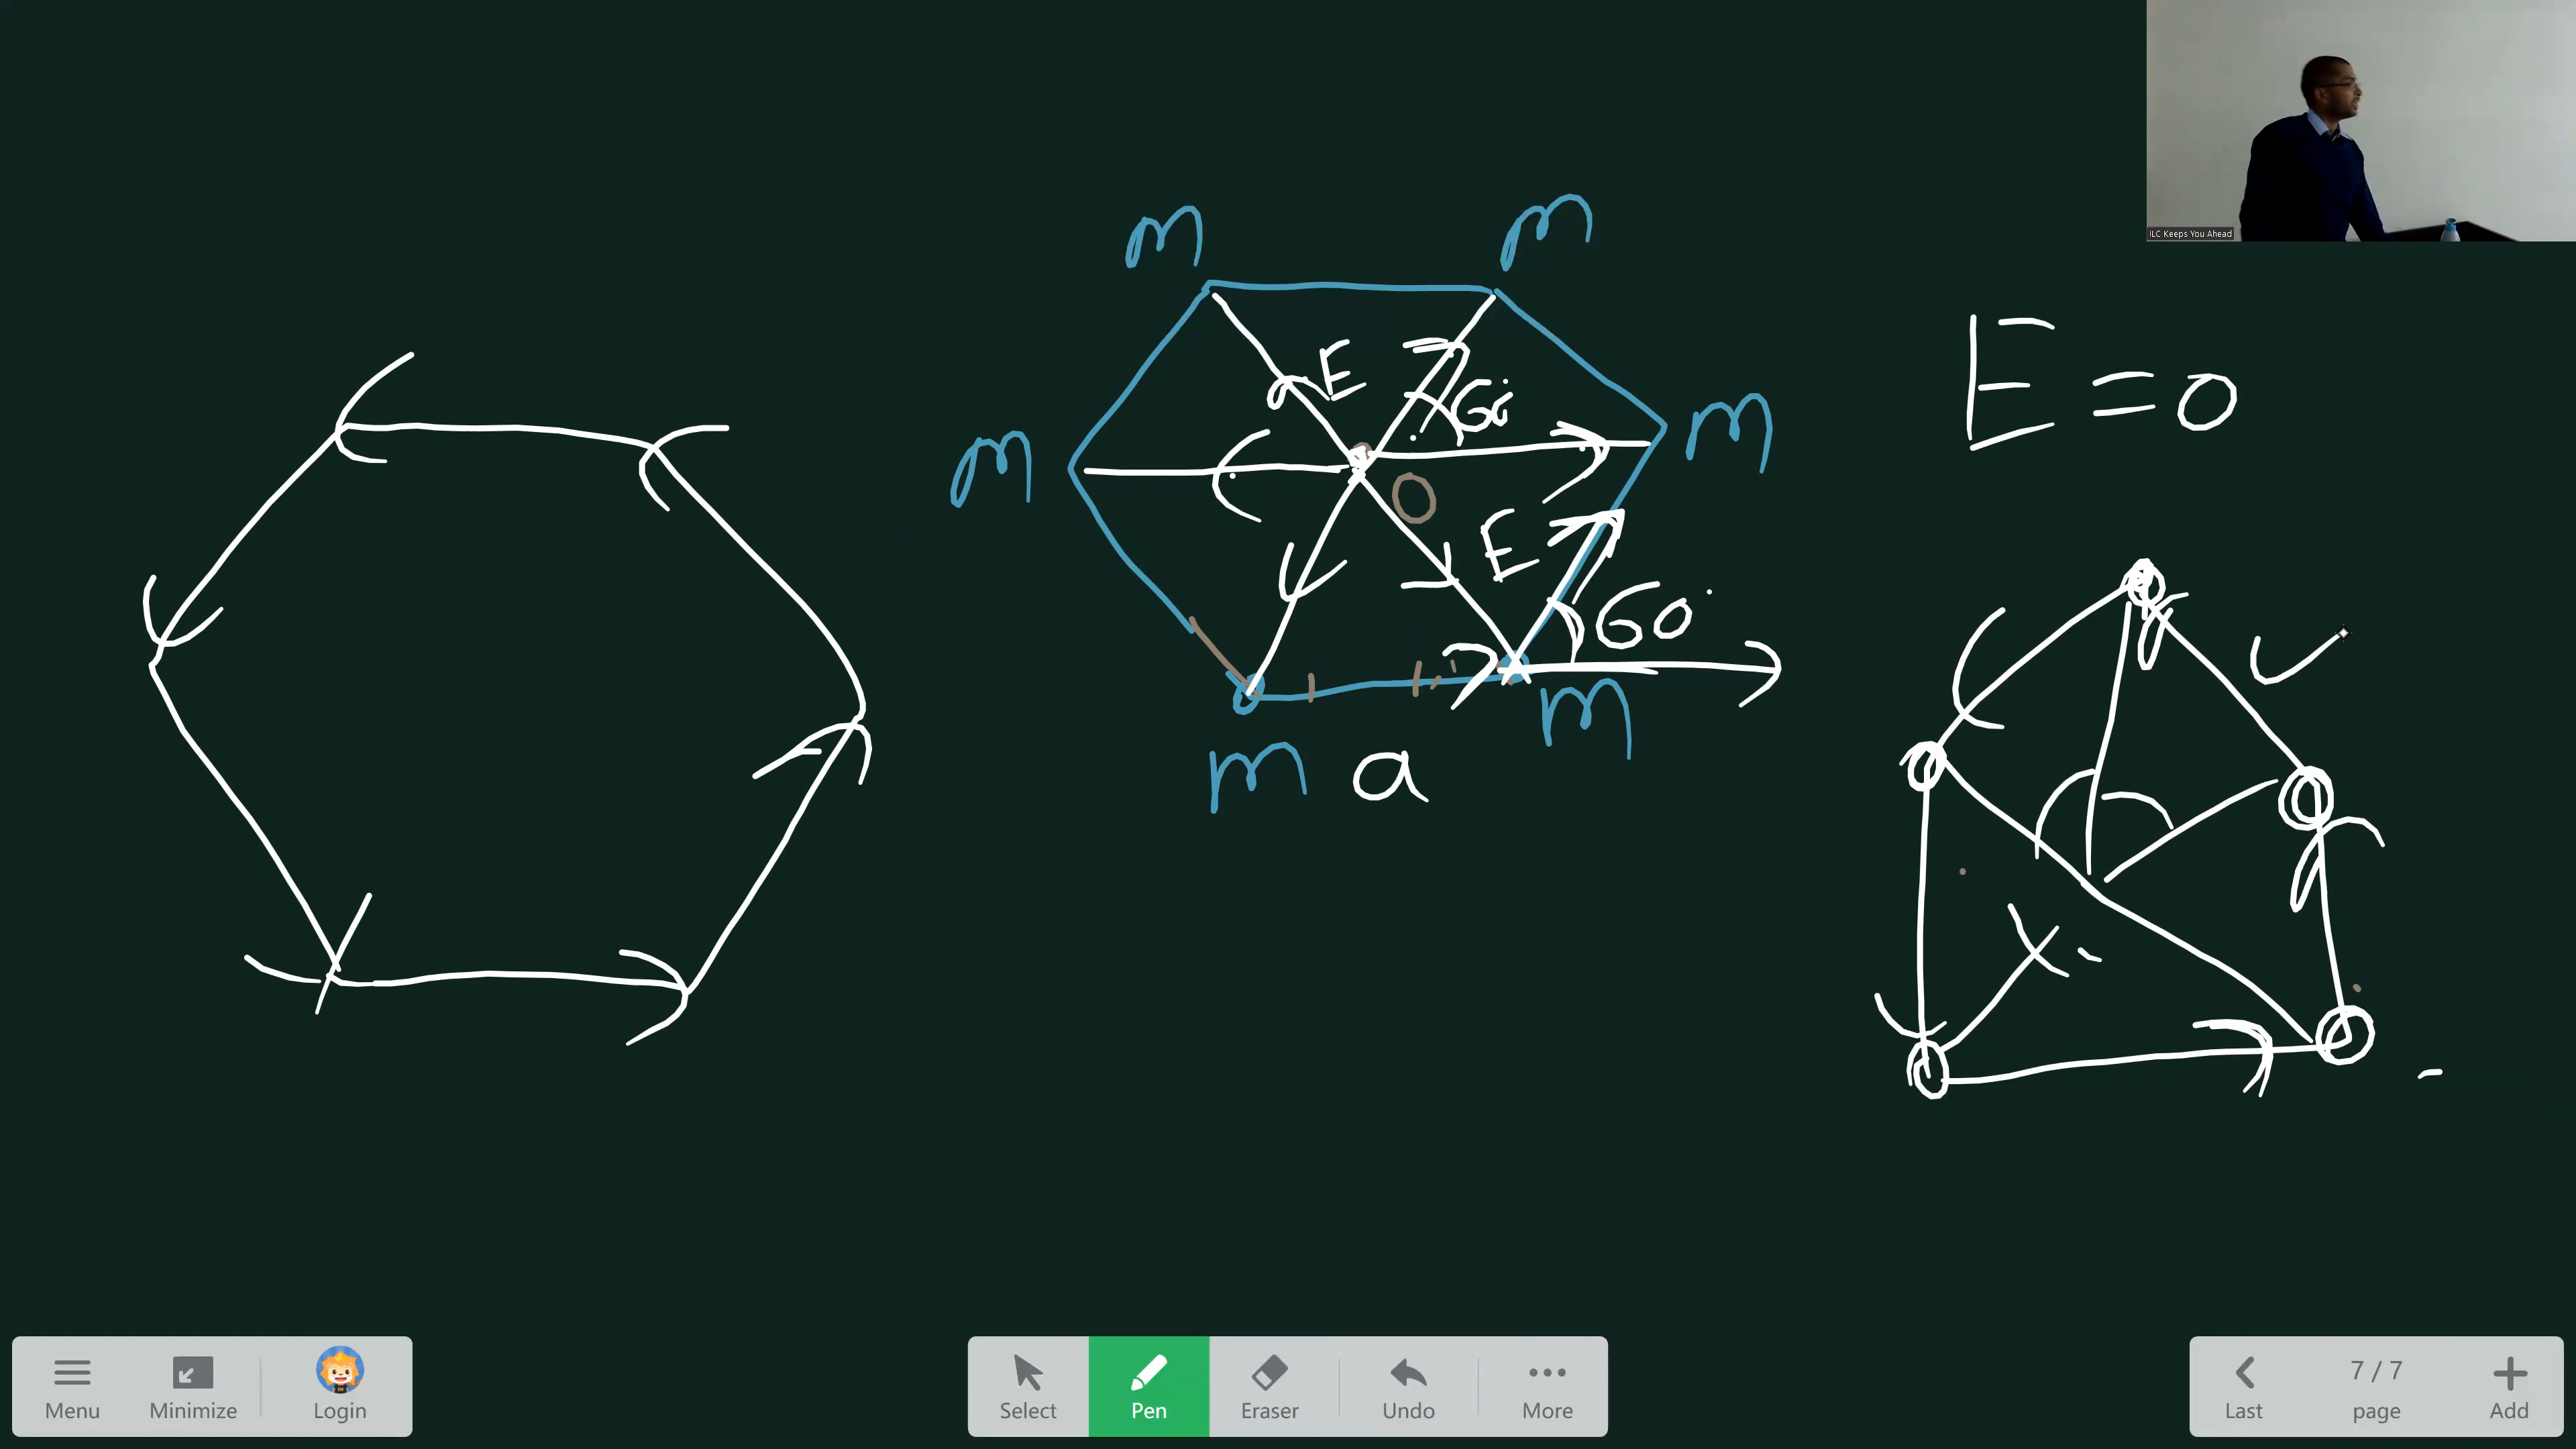 ILC Keeps You Ahead
m
m
E
60
m
E = 0
m
O
E
60°
m
m
a
Menu
Minimize
Login
Select
Pen
Eraser
Undo
More
Last
7 / 7
page
Add